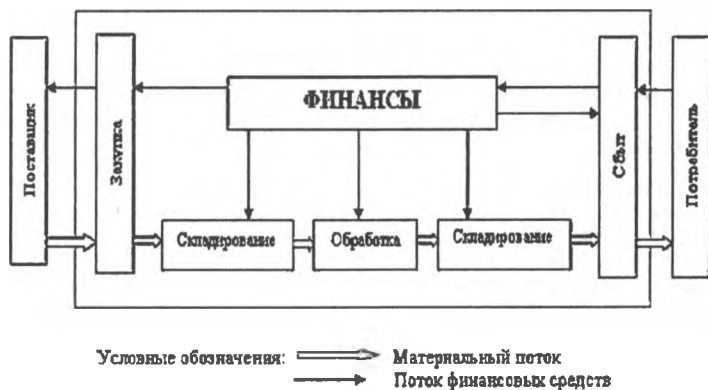 ФИНАНСЫ
Поставщик
Закупка
Складирование
Обработка
Складирование
Сбыт
Потребитель
Условные обозначения:
Материальный поток
Поток финансовых средств